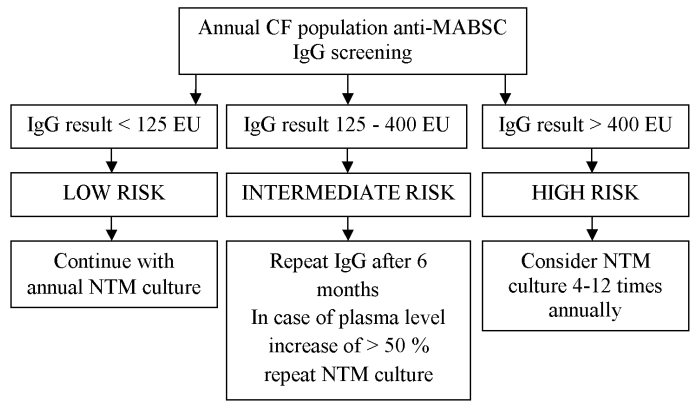 Annual CF population anti-MABSC
IgG screening
IgG result < 125 EU
IgG result 125 - 400 EU
IgG result > 400 EU
LOW RISK
INTERMEDIATE RISK
HIGH RISK
Continue with
annual NTM culture
Repeat IgG after 6
months
In case of plasma level
increase of > 50 %
repeat NTM culture
Consider NTM
culture 4-12 times
annually